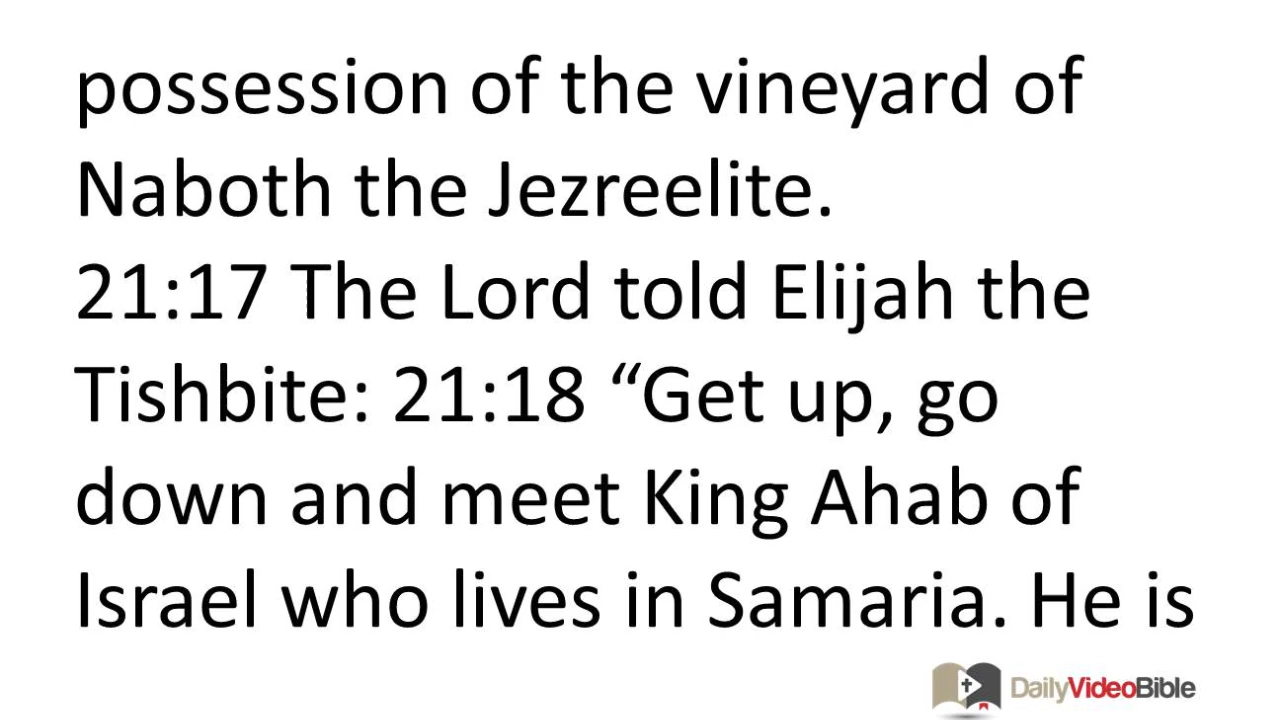 possession of the vineyard of
Naboth the Jezreelite.
21:17 The Lord told Elijah the
Tishbite: 21:18 “Get up, go
down and meet King Ahab of
Israel who lives in Samaria. He is
DailyVideoBible